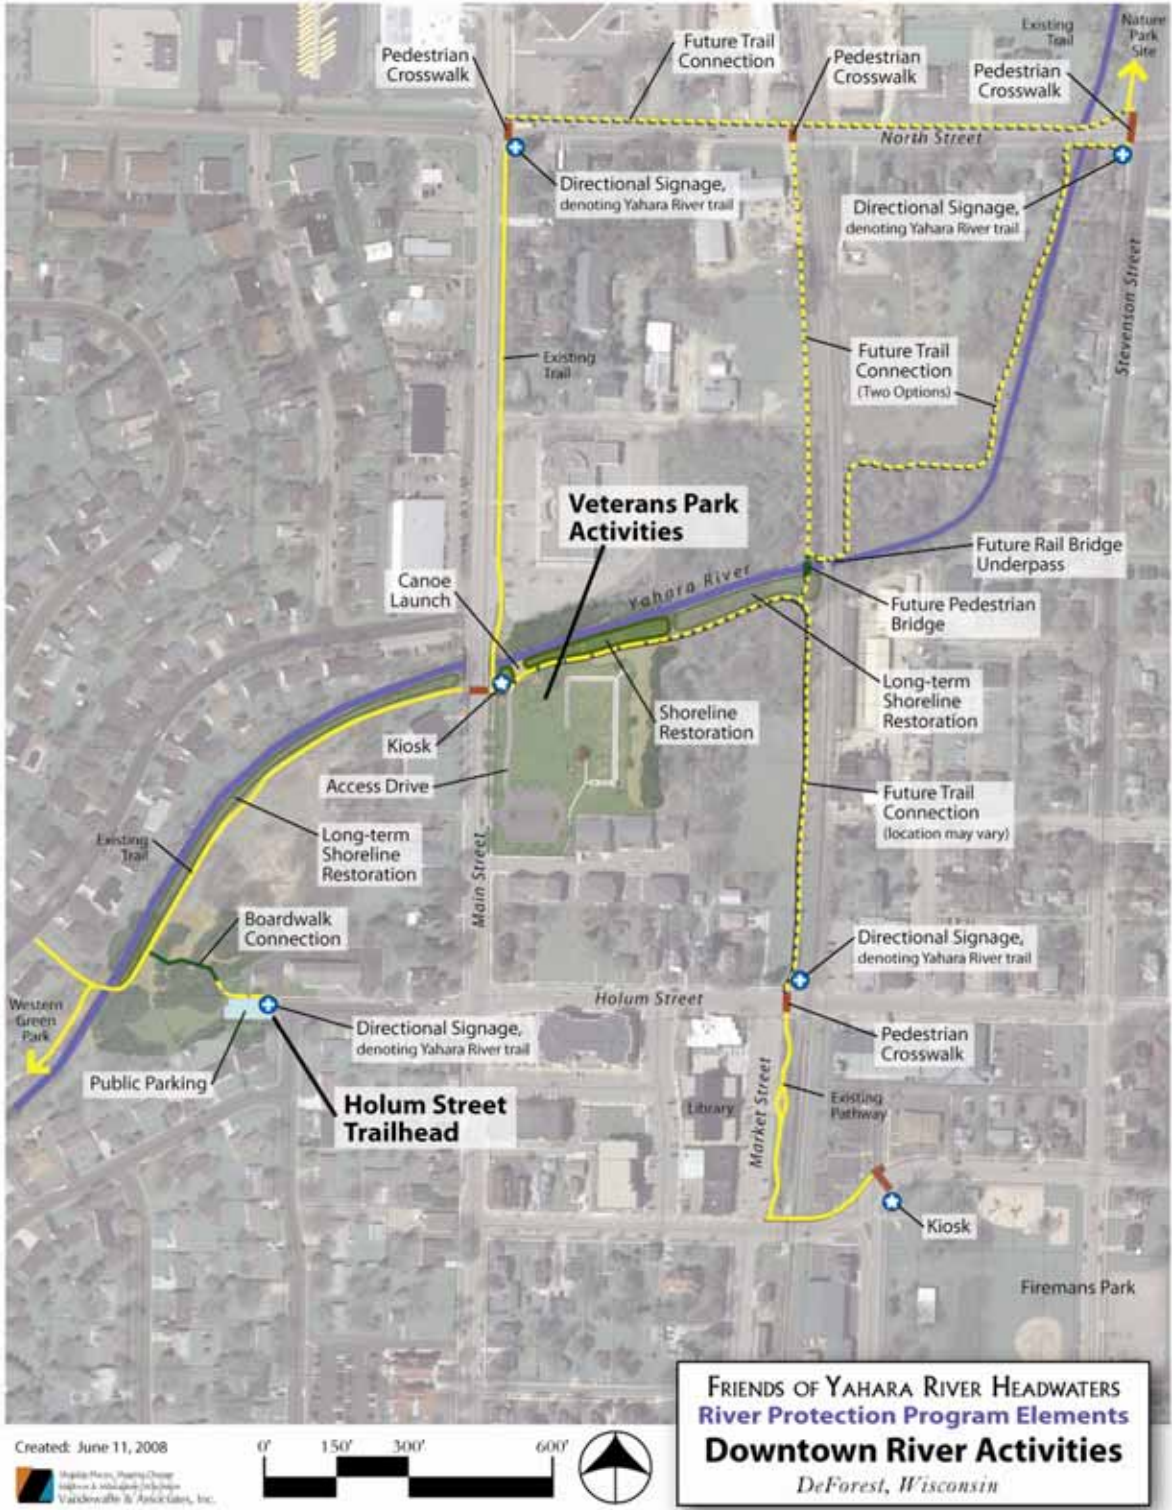 Existing
Trail
Nature
Park
Site
Pedestrian
Crosswalk
Future Trail
Connection
Pedestrian
Crosswalk
Pedestrian
Crosswalk
North Street
Directional Signage,
denoting Yahara River trail
Directional Signage,
denoting Yahara River trail
Stevenson Street
Existing
Trail
Future Trail
Connection
(Two Options)
Veterans Park
Activities
Canoe
Launch
Yahara River
Future Rail Bridge
Underpass
Future Pedestrian
Bridge
Long-term
Shoreline
Restoration
Shoreline
Restoration
Kiosk
Access Drive
Future Trail
Connection
(location may vary)
Long-term
Shoreline
Restoration
Existing
Trail
Main Street
Boardwalk
Connection
Directional Signage,
denoting Yahara River trail
Western
Green
Park
Holum Street
Directional Signage,
denoting Yahara River trail
Pedestrian
Crosswalk
Public Parking
Holum Street
Trailhead
Library
Market Street
Existing
Pathway
Kiosk
Firemans Park
FRIENDS OF YAHARA RIVER HEADWATERS
River Protection Program Elements
Downtown River Activities
DeForest, Wisconsin
Created: June 11, 2008
0' 150' 300' 600'
Vandewalle & Associates, Inc.